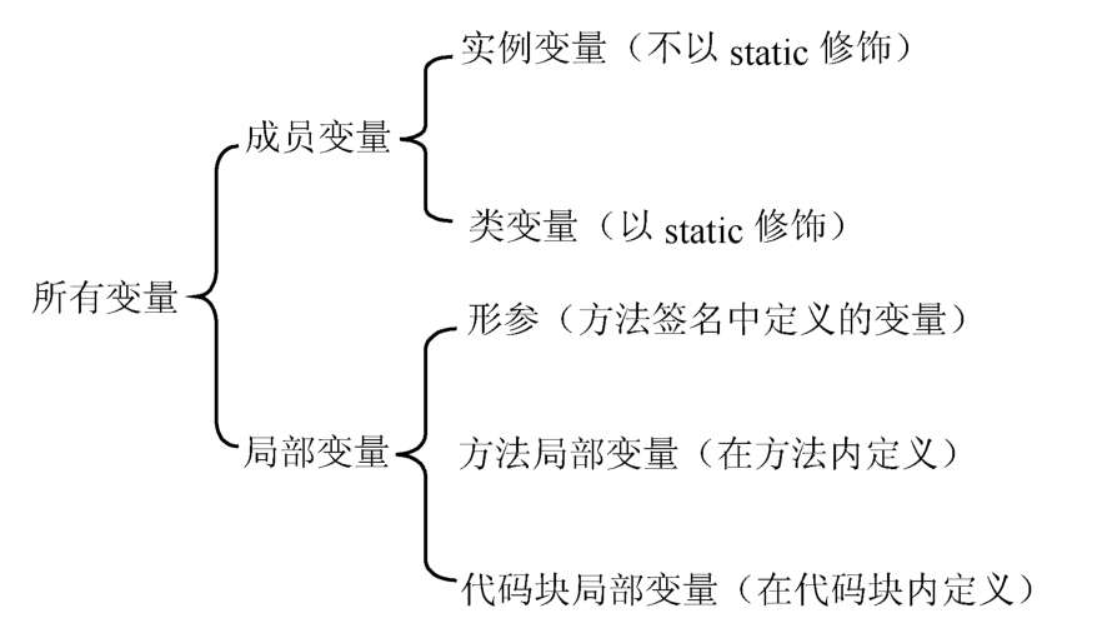 实例变量（不以 static 修饰）
成员变量
类变量（以 static 修饰）
所有变量
形参（方法签名中定义的变量）
局部变量
方法局部变量（在方法内定义）
代码块局部变量（在代码块内定义）